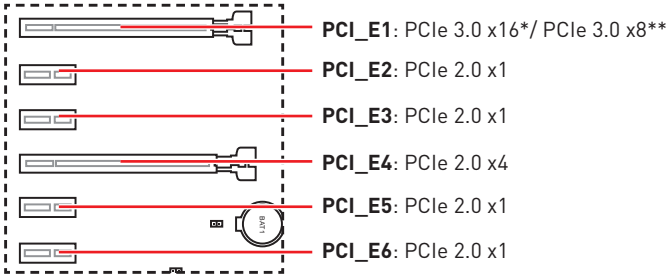 PCI_E1: PCIe 3.0 x16*/ PCIe 3.0 x8**
PCI_E2: PCIe 2.0 x1
PCI_E3: PCIe 2.0 x1
PCI_E4: PCIe 2.0 x4
PCI_E5: PCIe 2.0 x1
BAT1
PCI_E6: PCIe 2.0 x1